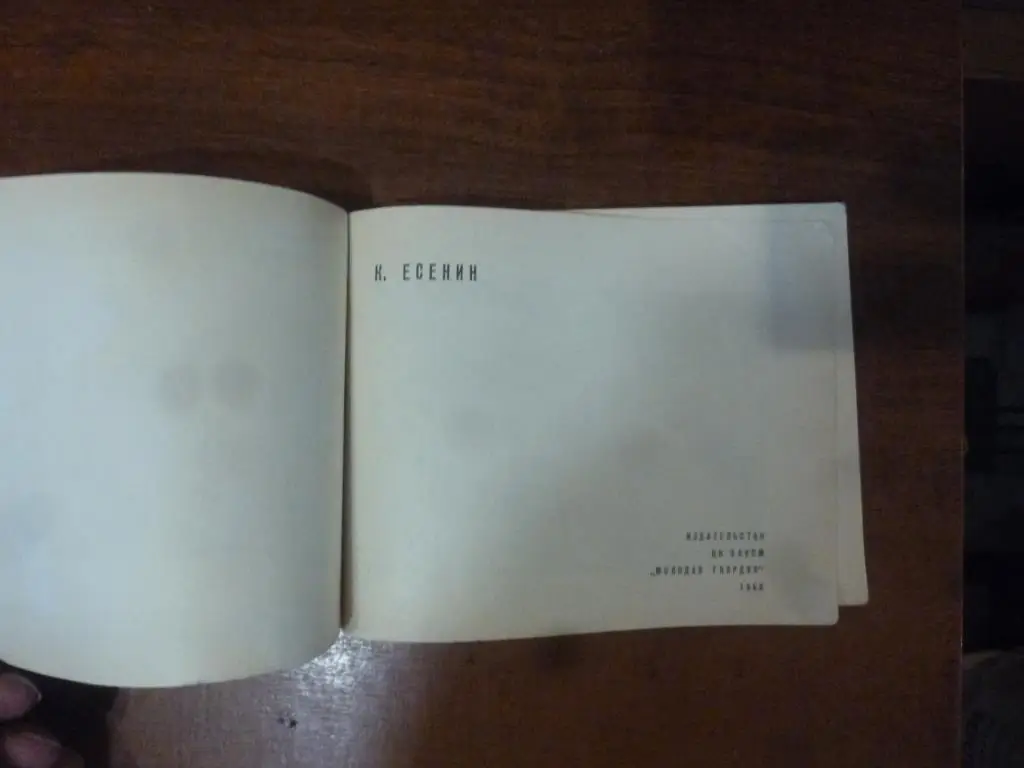 К. ЕСЕНИН
ИЗДАТЕЛЬСТВО
ЦК ВЛКСМ
„МОЛОДАЯ ГВАРДИЯ“